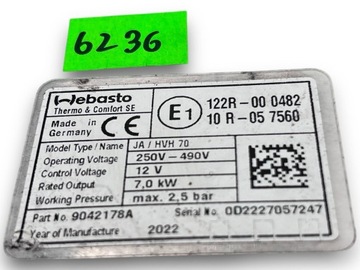 6236
Webasto
Thermo & Comfort SE
Made in
Germany
CE
E1
122R-00 0482
10 R-05 7560
Model Type / Name JA / HVH 70
Operating Voltage 250V - 490V
Control Voltage 12 V
Rated Output 7,0 kW
Working Pressure max. 2,5 bar
Part No. 9042178A Serial No. 0D2227057247
Year of Manufacture 2022